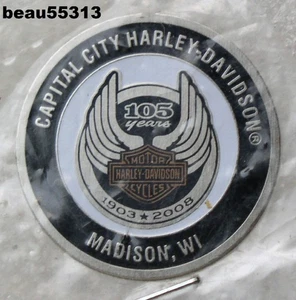 beau55313
CAPITAL CITY HARLEY-DAVIDSON®
105
years
MOTOR
HARLEY-DAVIDSON
CYCLES
1903 ★ 2008
MADISON, WI